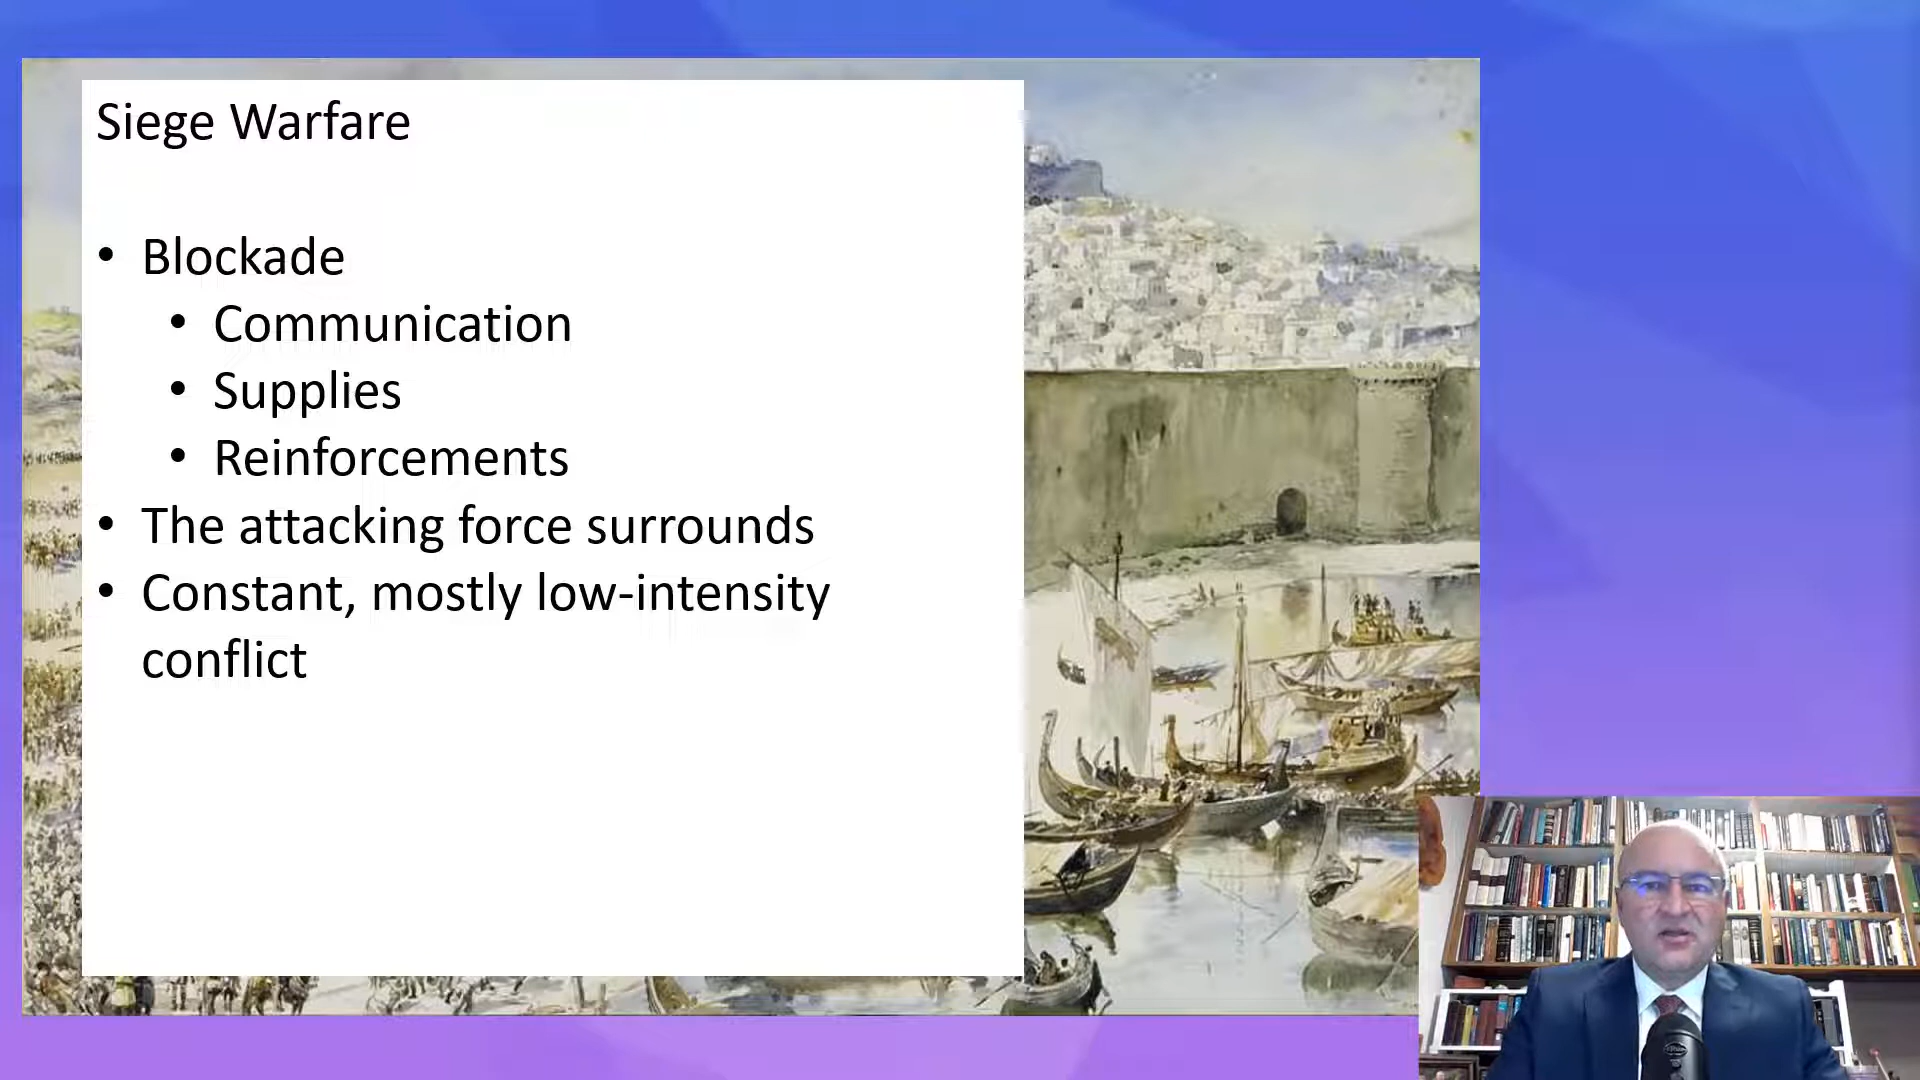 Siege Warfare
• Blockade
• Communication
• Supplies
• Reinforcements
• The attacking force surrounds
• Constant, mostly low-intensity
conflict